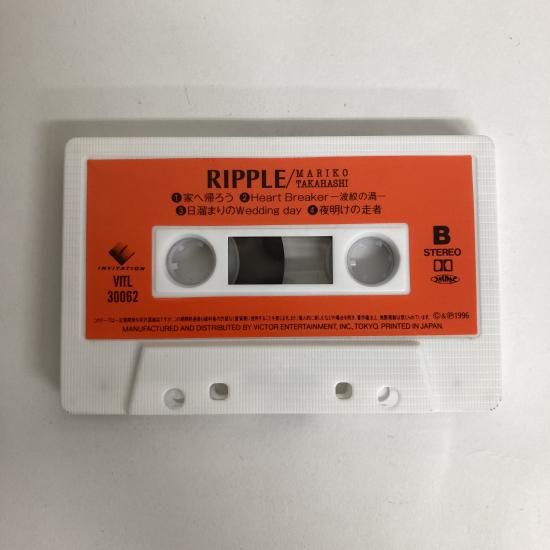 RIPPLE/MARIKO TAKAHASHI
❶家へ帰ろう ❷Heart Breaker－波紋の渦－
❸日溜まりのWedding day ❹夜明けの走者
INVITATION
VITL
30062
B
STEREO
MANUFACTURED AND DISTRIBUTED BY VICTOR ENTERTAINMENT, INC., TOKYO. PRINTED IN JAPAN.
©&℗1996